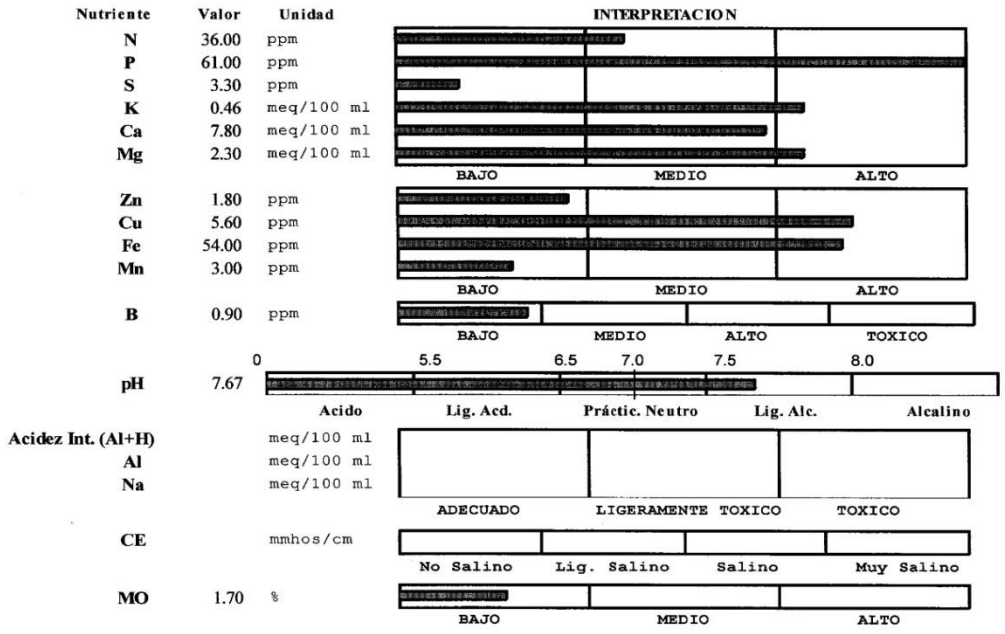 Nutriente Valor Unidad INTERPRETACION
N 36.00 ppm
P 61.00 ppm
S 3.30 ppm
K 0.46 meq/100 ml
Ca 7.80 meq/100 ml
Mg 2.30 meq/100 ml
BAJO MEDIO ALTO
Zn 1.80 ppm
Cu 5.60 ppm
Fe 54.00 ppm
Mn 3.00 ppm
BAJO MEDIO ALTO
B 0.90 ppm
BAJO MEDIO ALTO TOXICO
0 5.5 6.5 7.0 7.5 8.0
pH 7.67
Acido Lig. Acd. Práctic. Neutro Lig. Alc. Alcalino
Acidez Int. (Al+H) meq/100 ml
Al meq/100 ml
Na meq/100 ml
ADECUADO LIGERAMENTE TOXICO TOXICO
CE mmhos/cm
No Salino Lig. Salino Salino Muy Salino
MO 1.70 %
BAJO MEDIO ALTO